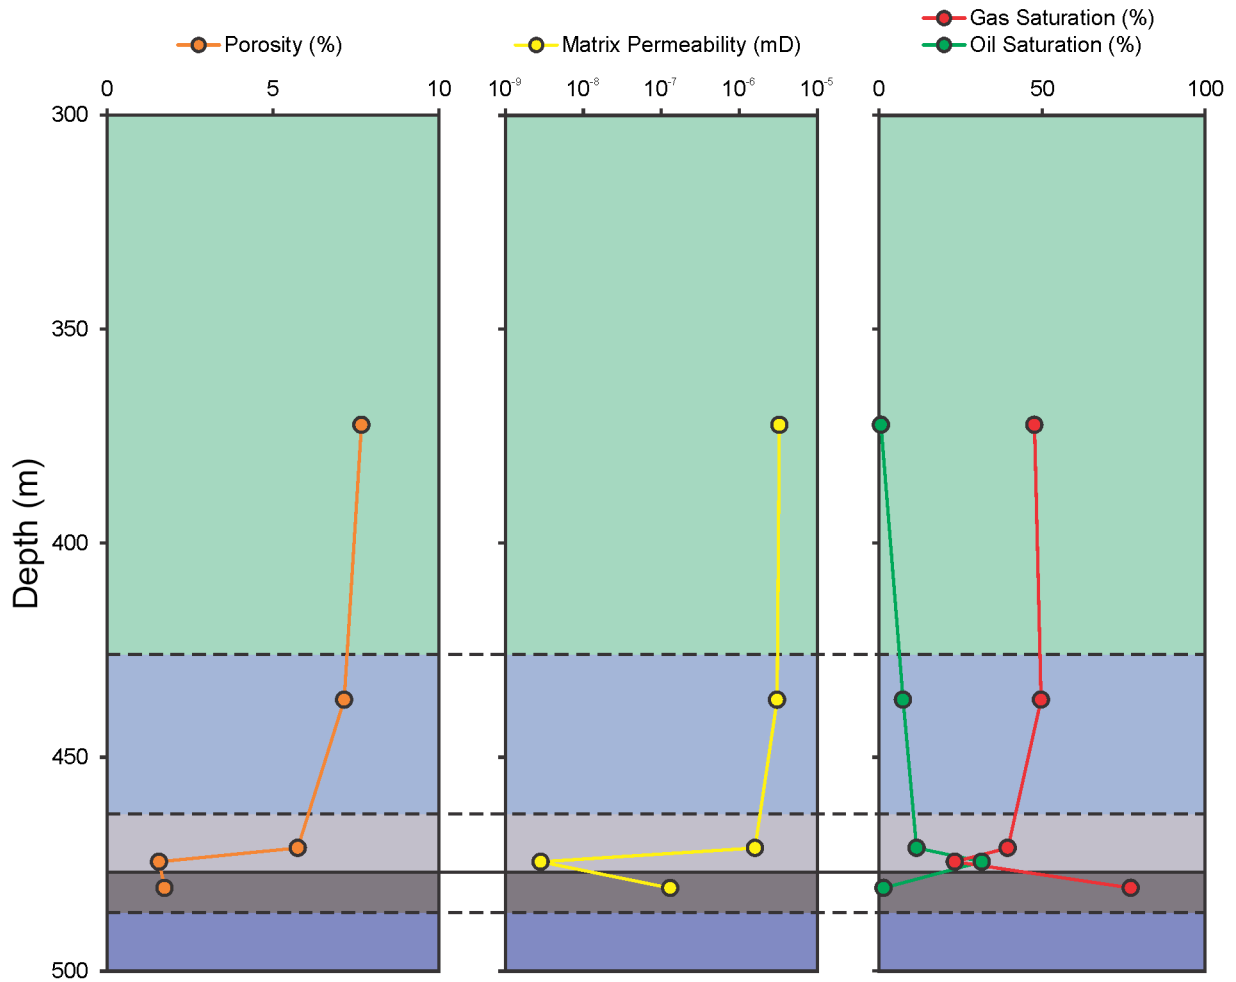 Gas Saturation (%)
Porosity (%) Matrix Permeability (mD) Oil Saturation (%)
0 5 10 10⁻⁹ 10⁻⁸ 10⁻⁷ 10⁻⁶ 10⁻⁵ 0 50 100
300
350
400
450
500
Depth (m)